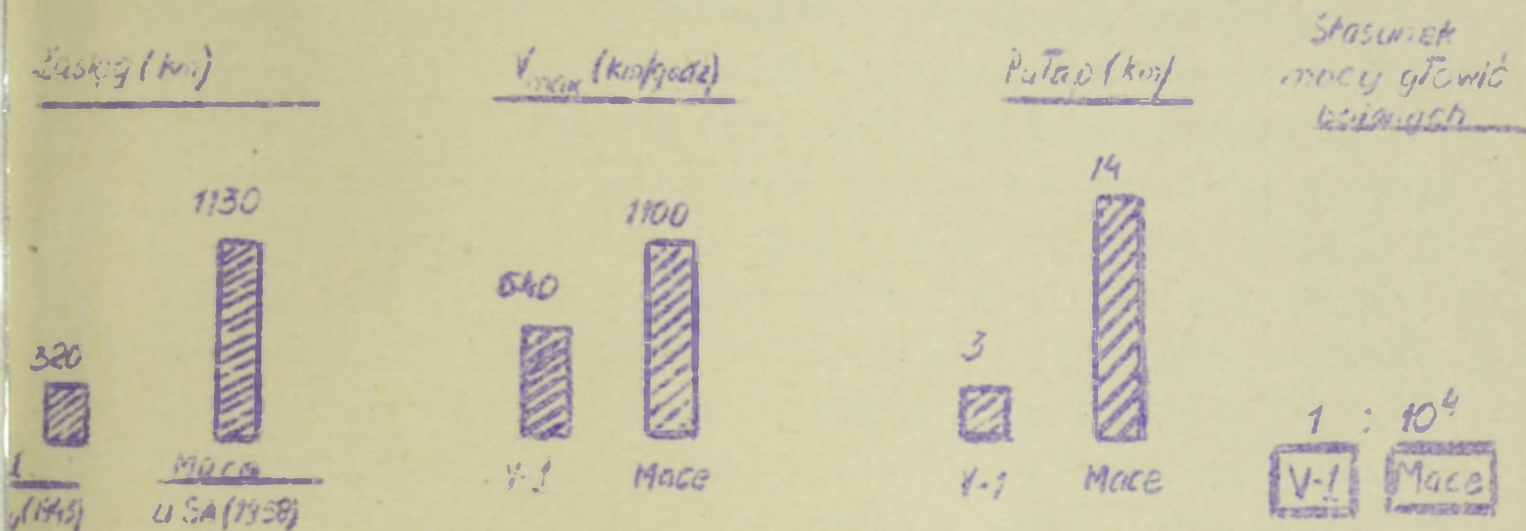 Zasięg (km)
320
1130
Mace
USA (1958)
Vmax (km/godz)
640
1100
V-1
Mace
Pułap (km)
3
14
V-1
Mace
Stosunek
mocy głowic
1 : 10⁴
V-1
Mace